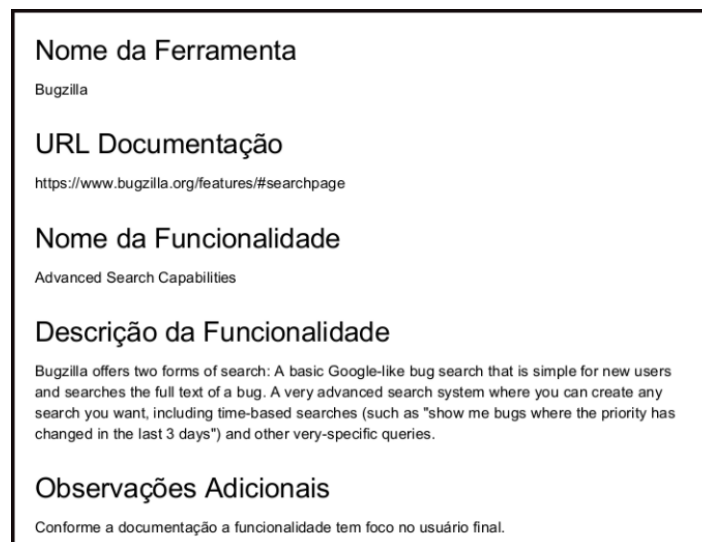 Nome da Ferramenta
Bugzilla
URL Documentação
https://www.bugzilla.org/features/#searchpage
Nome da Funcionalidade
Advanced Search Capabilities
Descrição da Funcionalidade
Bugzilla offers two forms of search: A basic Google-like bug search that is simple for new users
and searches the full text of a bug. A very advanced search system where you can create any
search you want, including time-based searches (such as "show me bugs where the priority has
changed in the last 3 days") and other very-specific queries.
Observações Adicionais
Conforme a documentação a funcionalidade tem foco no usuário final.